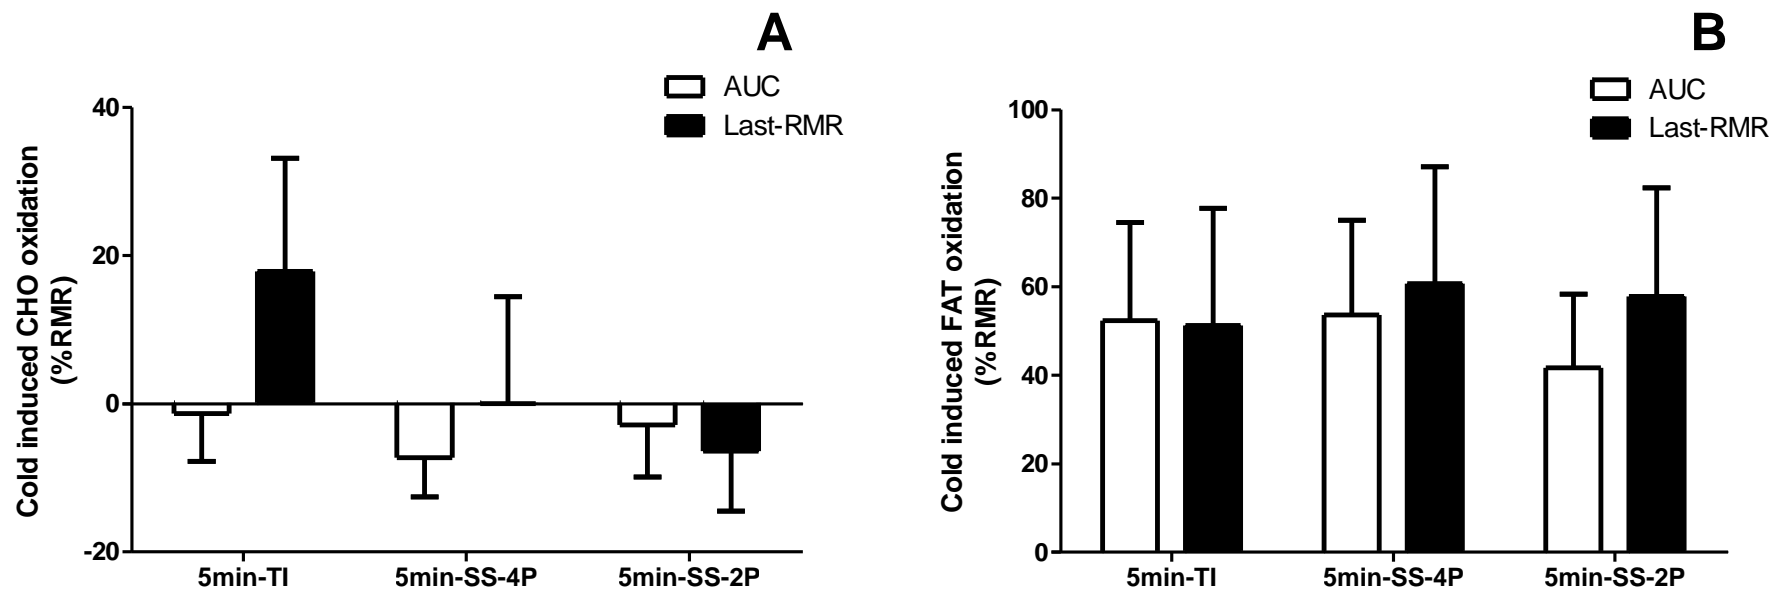 A
AUC
Last-RMR
Cold induced CHO oxidation
(%RMR)
40
20
0
-20
5min-TI
5min-SS-4P
5min-SS-2P
B
AUC
Last-RMR
Cold induced FAT oxidation
(%RMR)
100
80
60
40
20
0
5min-TI
5min-SS-4P
5min-SS-2P